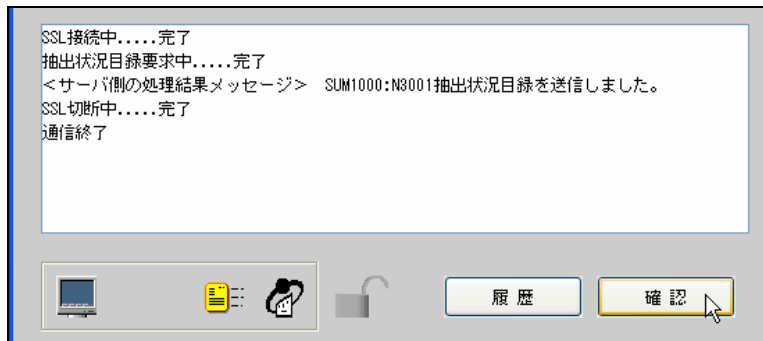 SSL接続中.....完了
抽出状況目録要求中.....完了
<サーバ側の処理結果メッセージ>　SUM1000:N3001抽出状況目録を送信しました。
SSL切断中.....完了
通信終了
履 歴
確 認